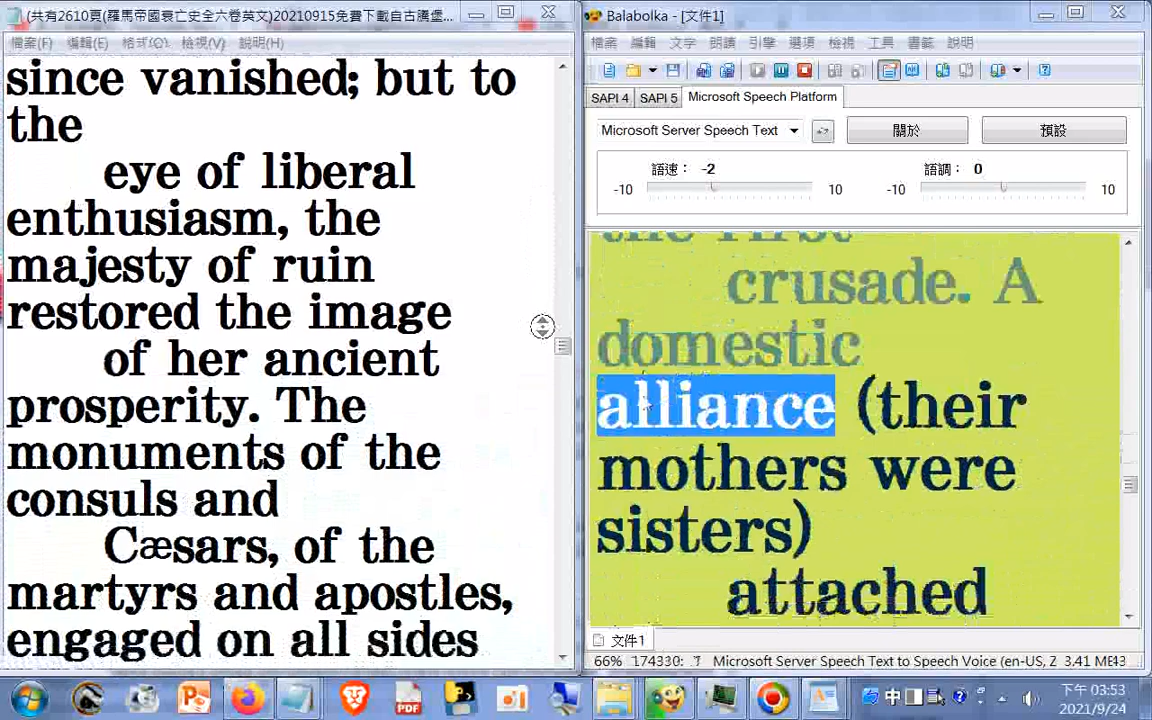 (共有2610頁(羅馬帝國衰亡史全六卷英文)20210915免費下載自古騰堡...
檔案(F) 編輯(E) 格式(O) 檢視(V) 說明(H)
since vanished; but to
the
eye of liberal
enthusiasm, the
majesty of ruin
restored the image
of her ancient
prosperity. The
monuments of the
consuls and
Cæsars, of the
martyrs and apostles,
engaged on all sides
Balabolka - [文件1]
檔案 編輯 文字 朗讀 引擎 選項 檢視 工具 書籤 說明
SAPI 4 SAPI 5 Microsoft Speech Platform
Microsoft Server Speech Text 關於 預設
語速： -2 語調： 0
-10 10 -10 10
the First
crusade. A
domestic
alliance (their
mothers were
sisters)
attached
文件1
66% 174330: Microsoft Server Speech Text to Speech Voice (en-US, Z 3.41 ME
中
下午 03:53
2021/9/24